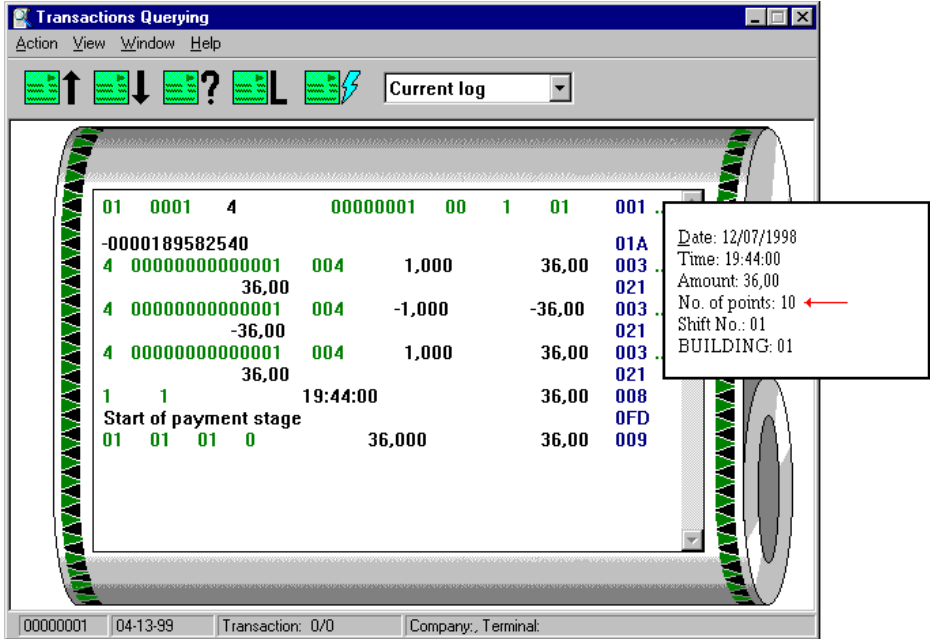 Transactions Querying
Action View Window Help
L Current log
01 0001 4 00000001 00 1 01 001 ..
-0000189582540 01A
4 00000000000001 004 1,000 36,00 003 ..
36,00 021
4 00000000000001 004 -1,000 -36,00 003 ..
-36,00 021
4 00000000000001 004 1,000 36,00 003 ..
36,00 021
1 1 19:44:00 36,00 008
Start of payment stage 0FD
01 01 01 0 36,000 36,00 009
Date: 12/07/1998
Time: 19:44:00
Amount: 36,00
No. of points: 10
Shift No.: 01
BUILDING: 01
00000001 04-13-99 Transaction: 0/0 Company:, Terminal: